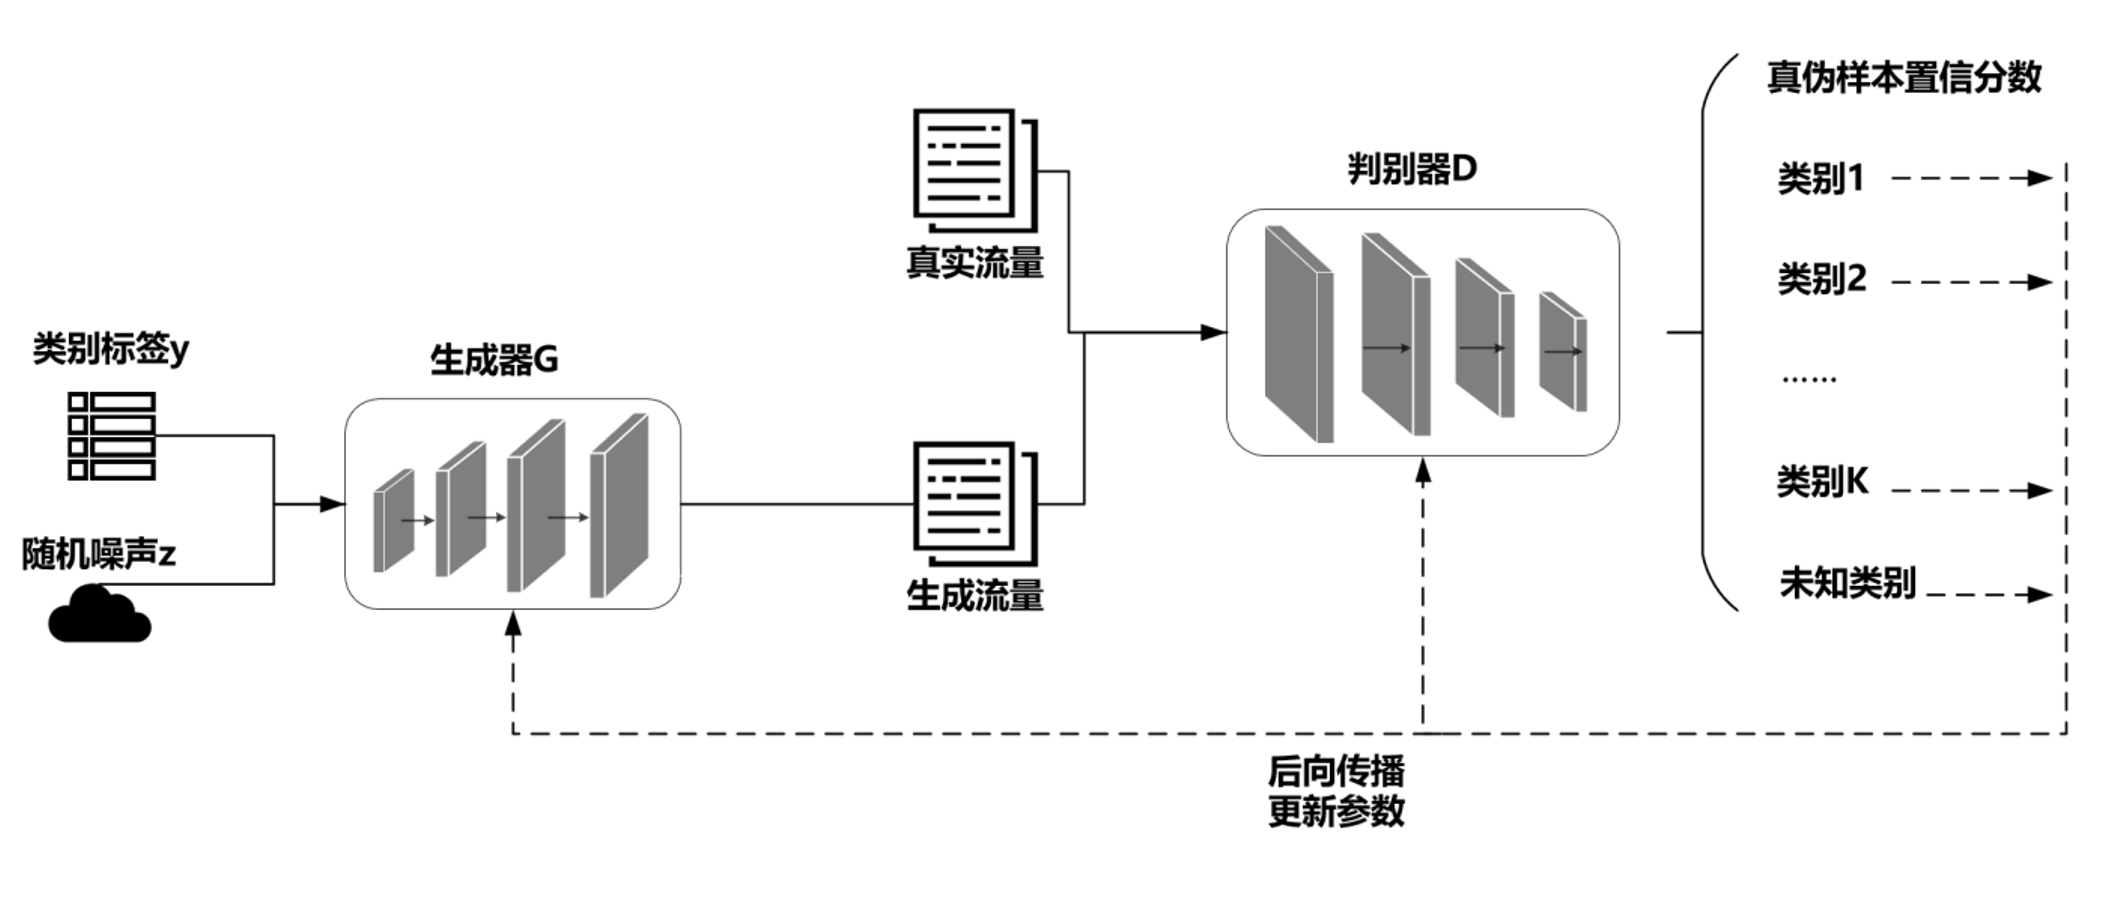 类别标签y
随机噪声z
生成器G
真实流量
生成流量
判别器D
真伪样本置信分数
类别1
类别2
......
类别K
未知类别
后向传播
更新参数